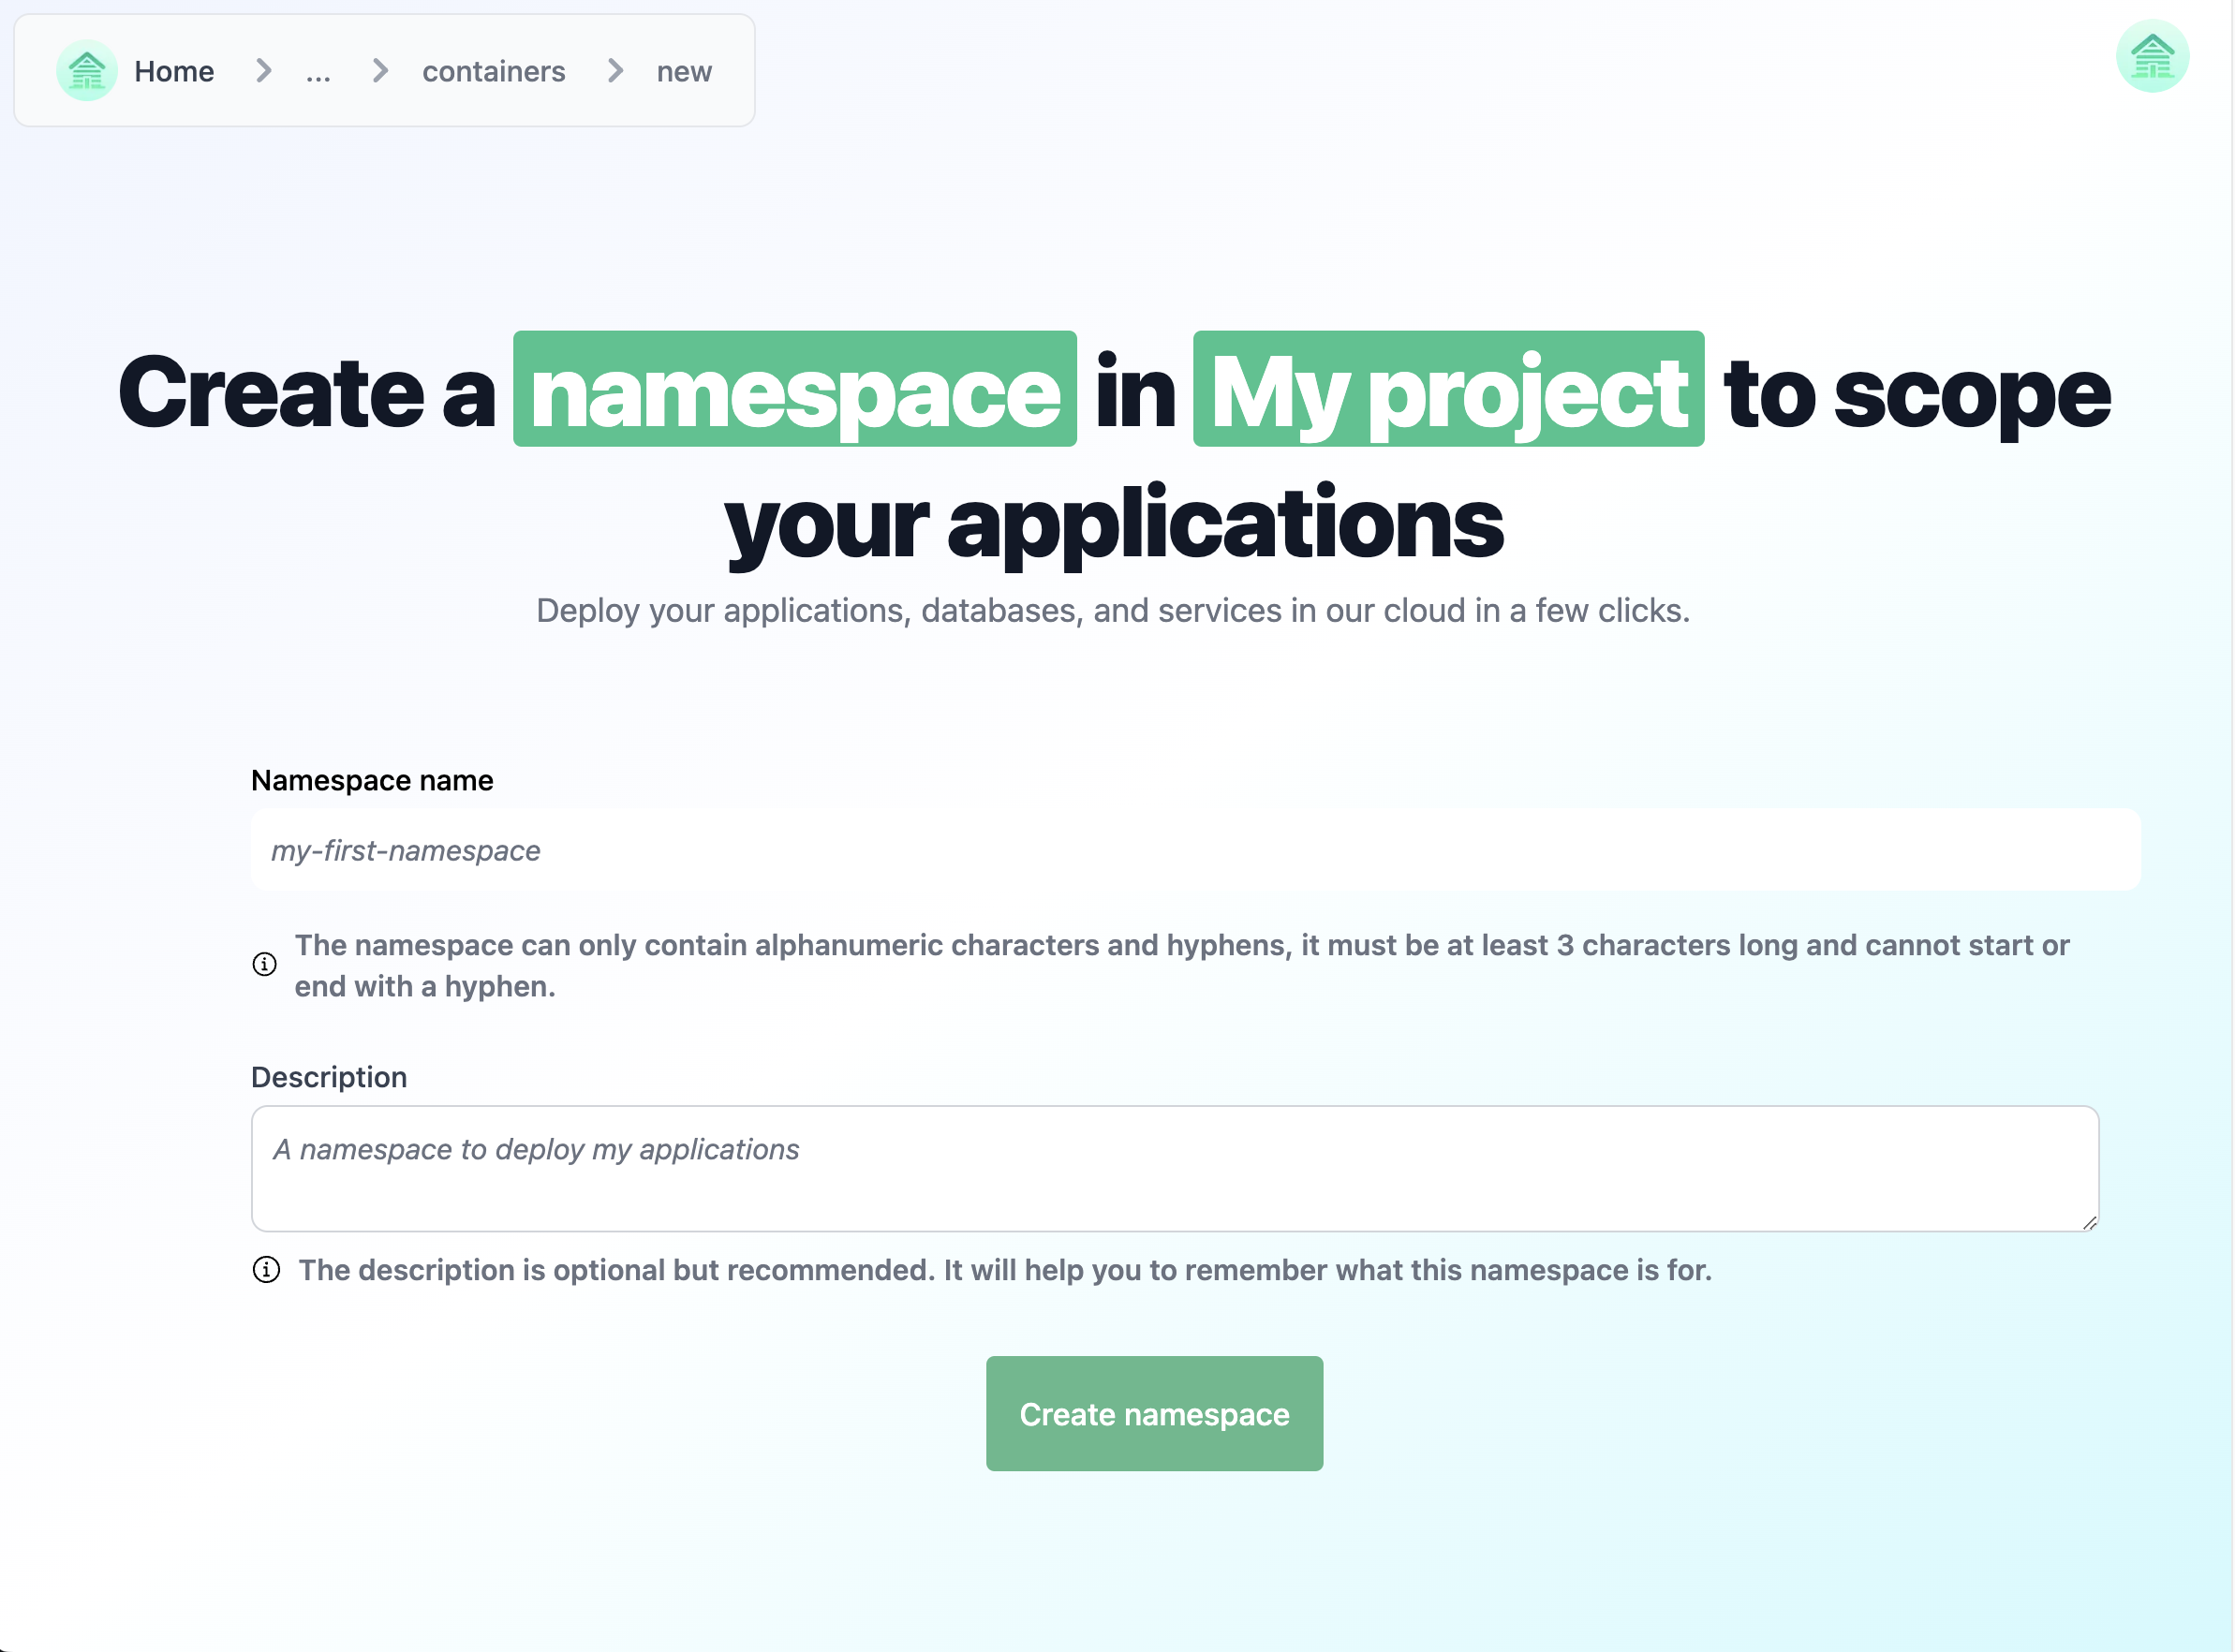 Home > ... > containers > new
Create a namespace in My project to scope
your applications
Deploy your applications, databases, and services in our cloud in a few clicks.
Namespace name
my-first-namespace
The namespace can only contain alphanumeric characters and hyphens, it must be at least 3 characters long and cannot start or
end with a hyphen.
Description
A namespace to deploy my applications
The description is optional but recommended. It will help you to remember what this namespace is for.
Create namespace